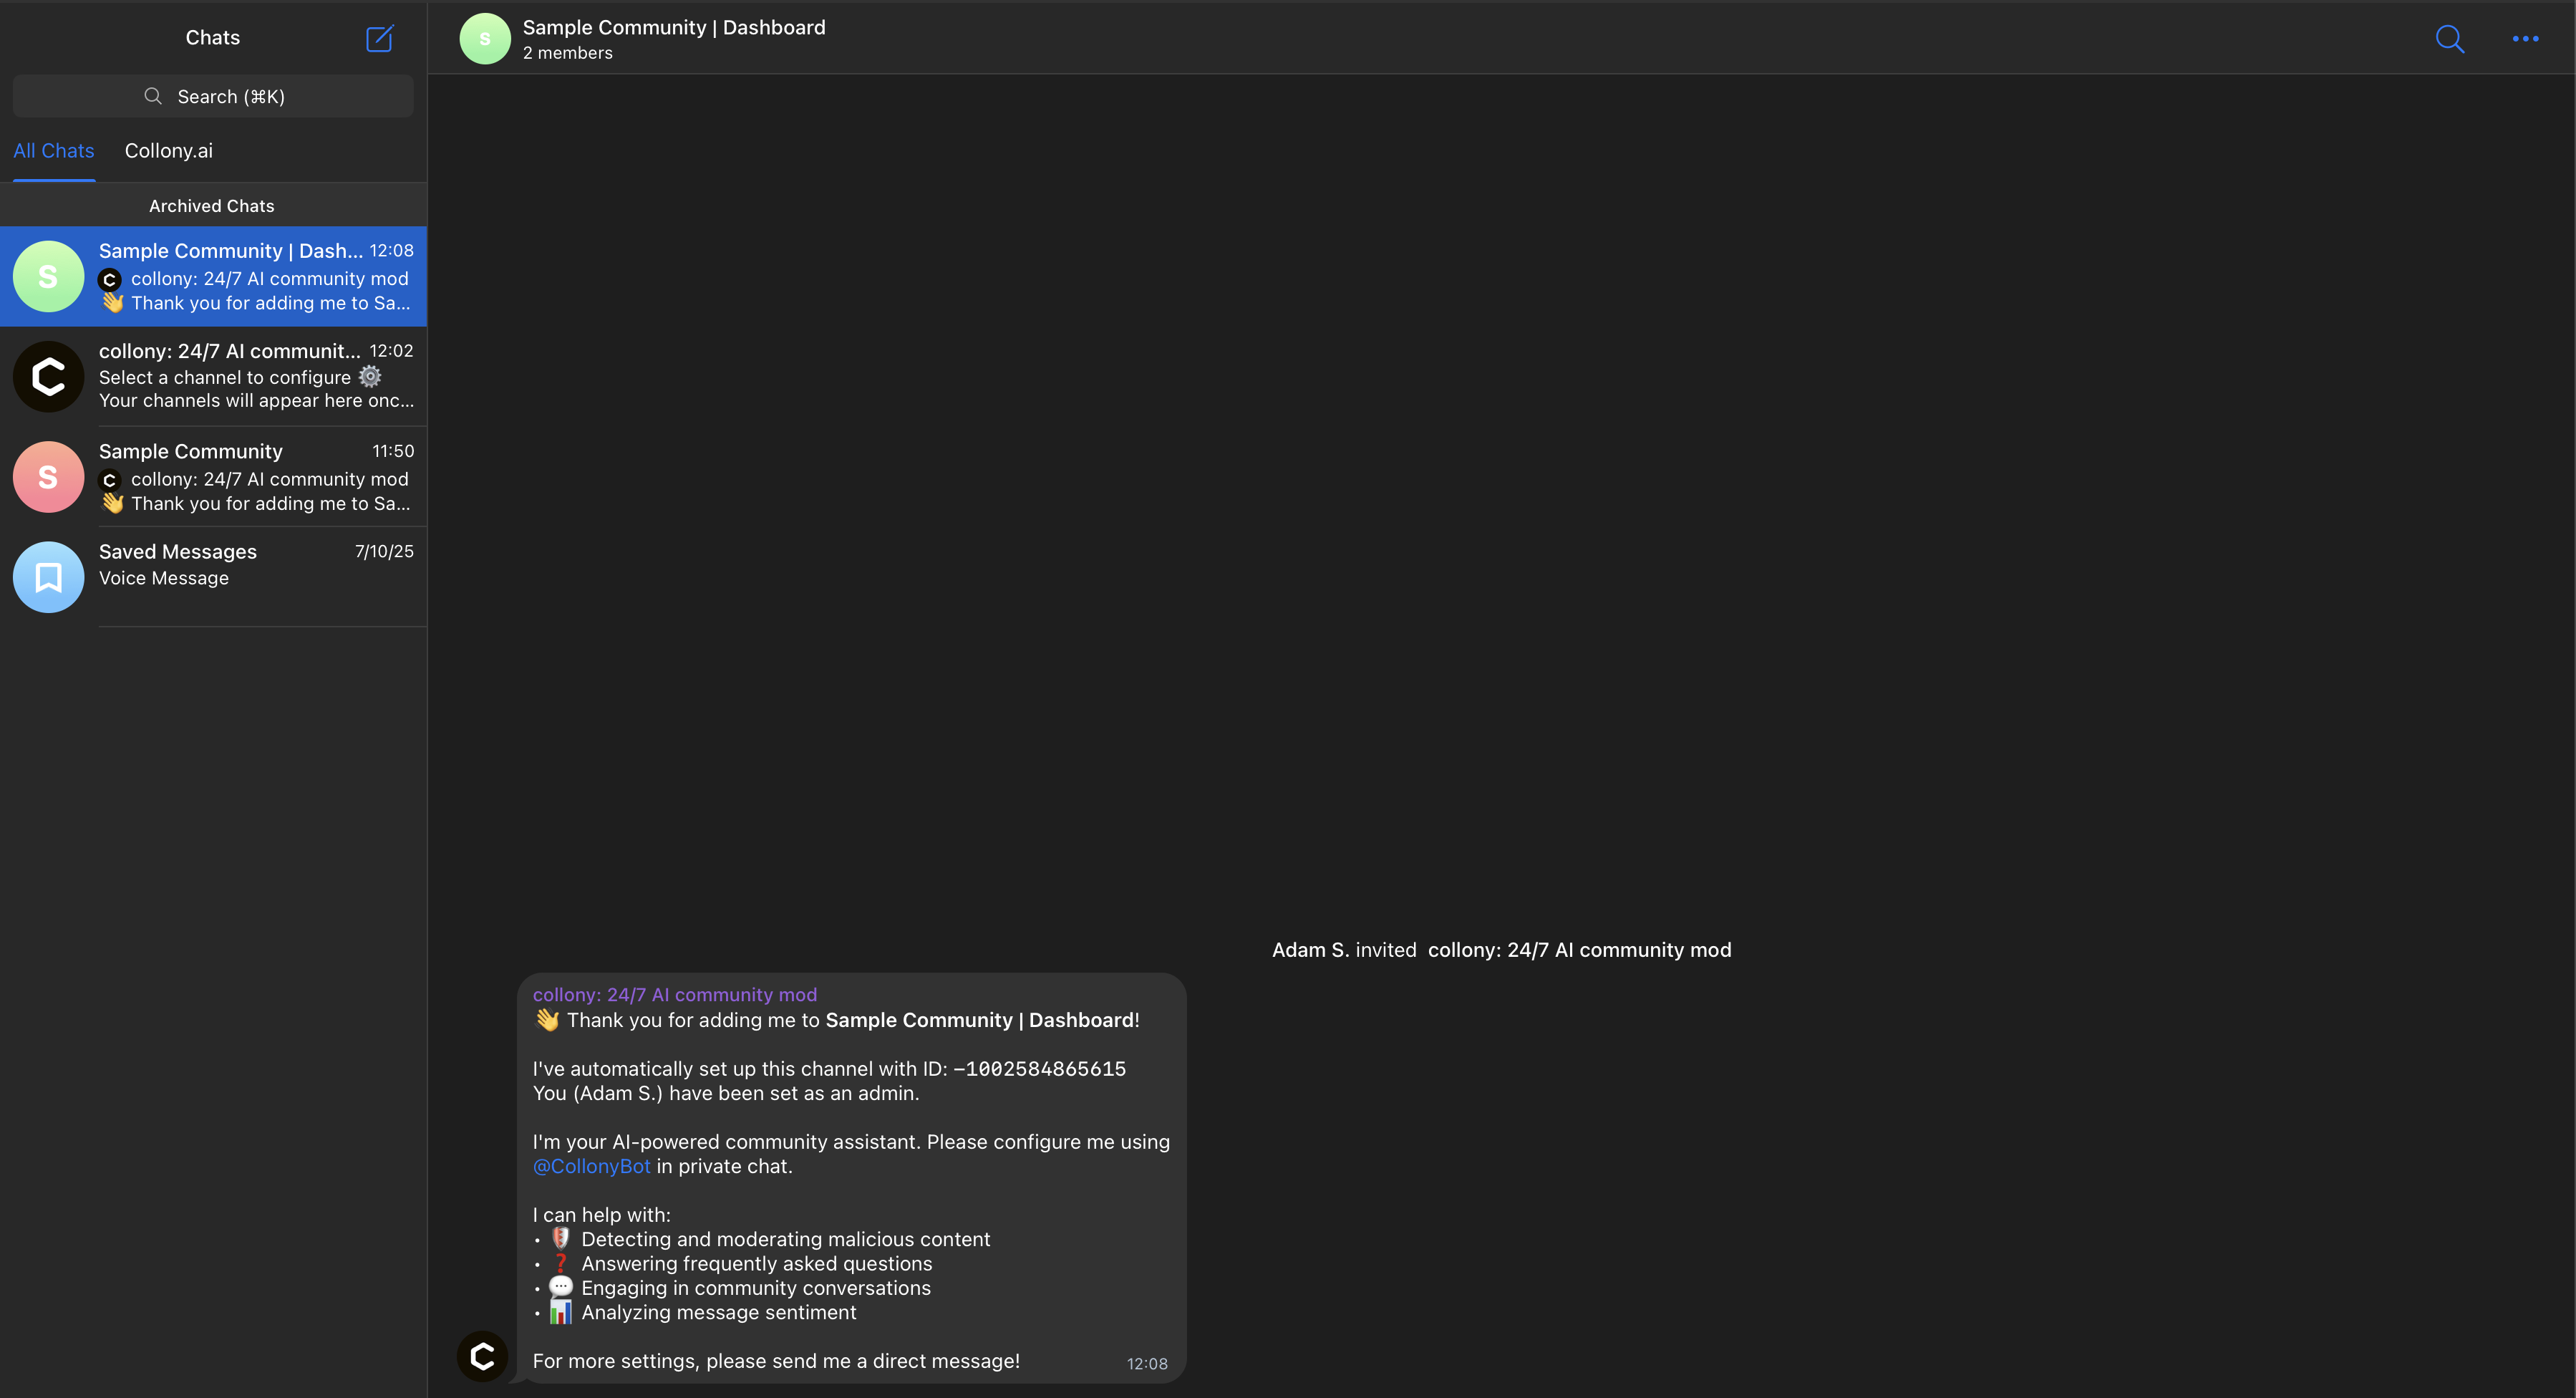 Chats
Search (⌘K)
All Chats
Collony.ai
Archived Chats
S
Sample Community | Dash... 12:08
collony: 24/7 AI community mod
👋 Thank you for adding me to Sa...
collony: 24/7 AI communit... 12:02
Select a channel to configure ⚙️
Your channels will appear here onc...
S
Sample Community 11:50
collony: 24/7 AI community mod
👋 Thank you for adding me to Sa...
Saved Messages 7/10/25
Voice Message
S
Sample Community | Dashboard
2 members
Adam S. invited collony: 24/7 AI community mod
collony: 24/7 AI community mod
👋 Thank you for adding me to Sample Community | Dashboard!
I've automatically set up this channel with ID: –1002584865615
You (Adam S.) have been set as an admin.
I'm your AI-powered community assistant. Please configure me using
@CollonyBot in private chat.
I can help with:
• 🛡️ Detecting and moderating malicious content
• ❓ Answering frequently asked questions
• 💬 Engaging in community conversations
• 📊 Analyzing message sentiment
For more settings, please send me a direct message! 12:08